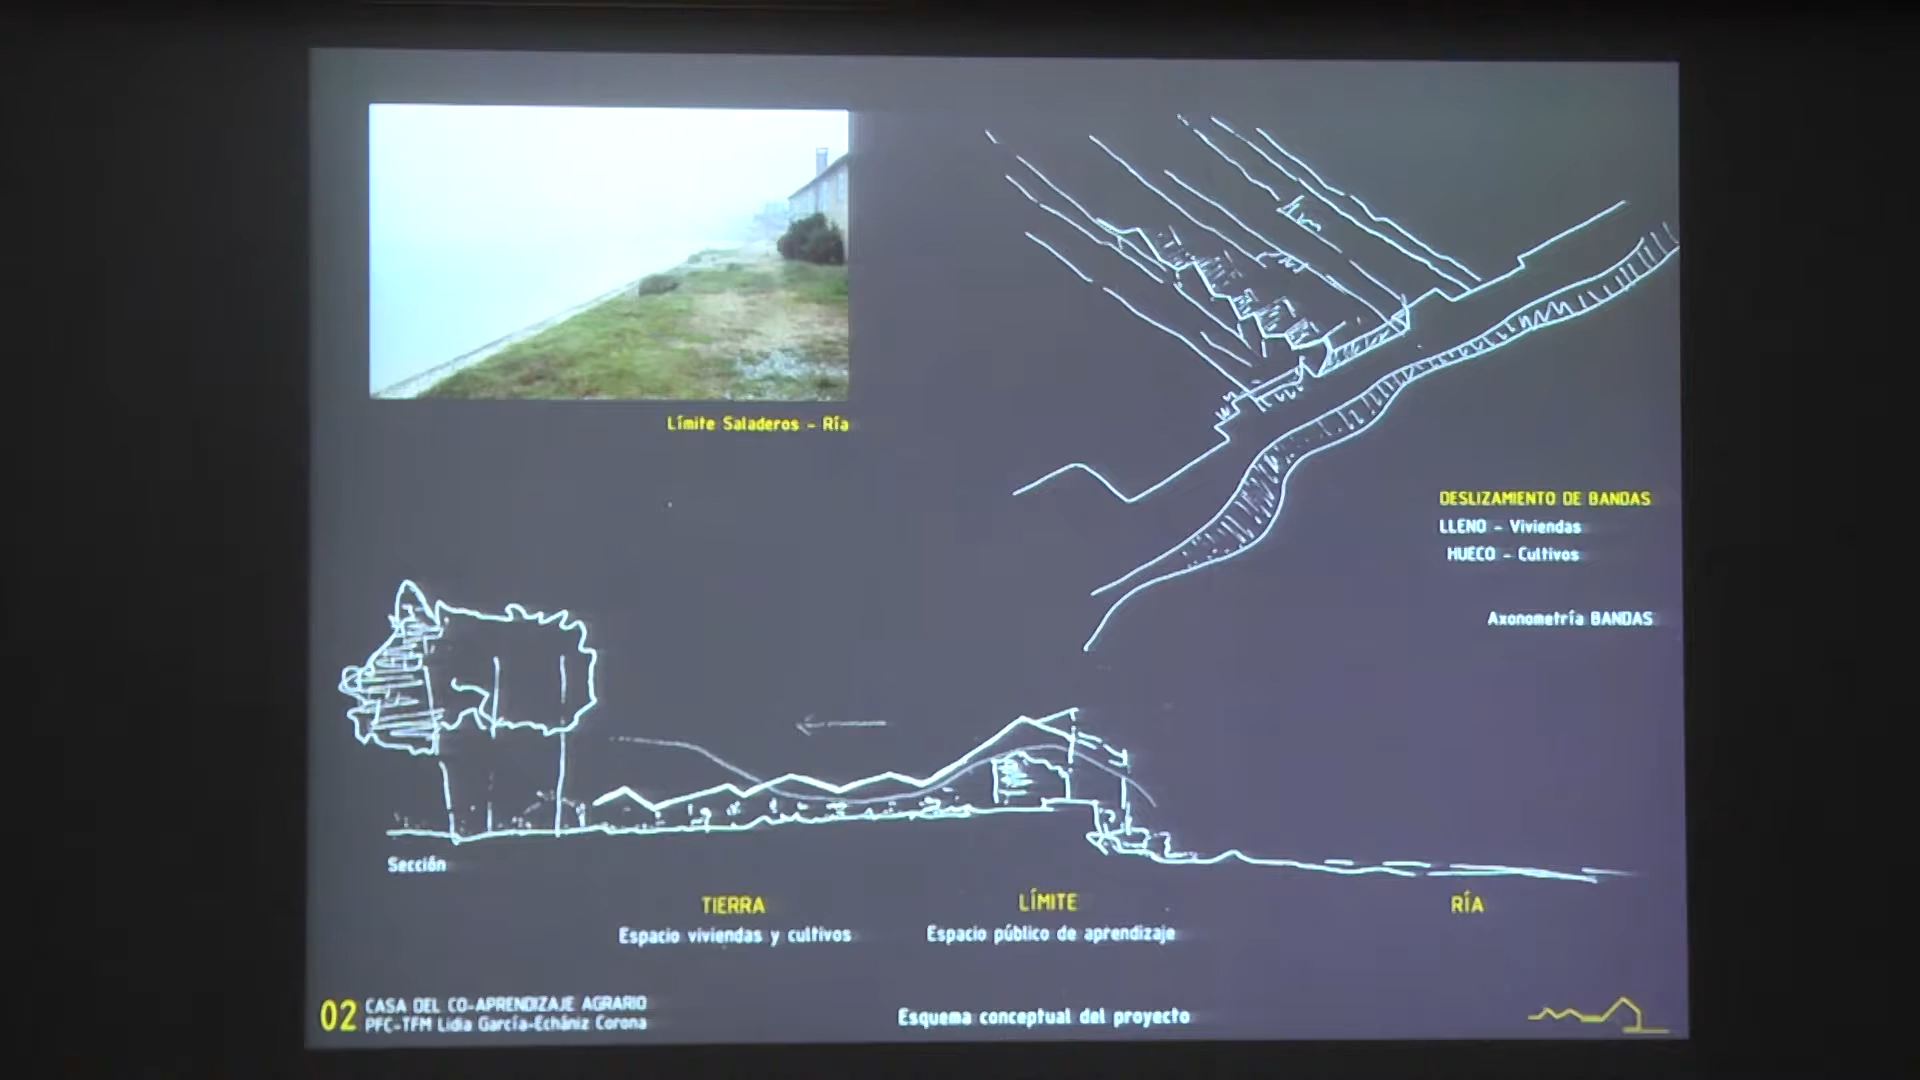 Límite Saladeros - Ría
DESLIZAMIENTO DE BANDAS
LLENO - Viviendas
HUECO - Cultivos
Axonometría BANDAS
Sección
TIERRA
Espacio viviendas y cultivos
LÍMITE
Espacio público de aprendizaje
RÍA
02
CASA DEL CO-APRENDIZAJE AGRARIO
PFC-TFM Lidia García-Echániz Corona
Esquema conceptual del proyecto